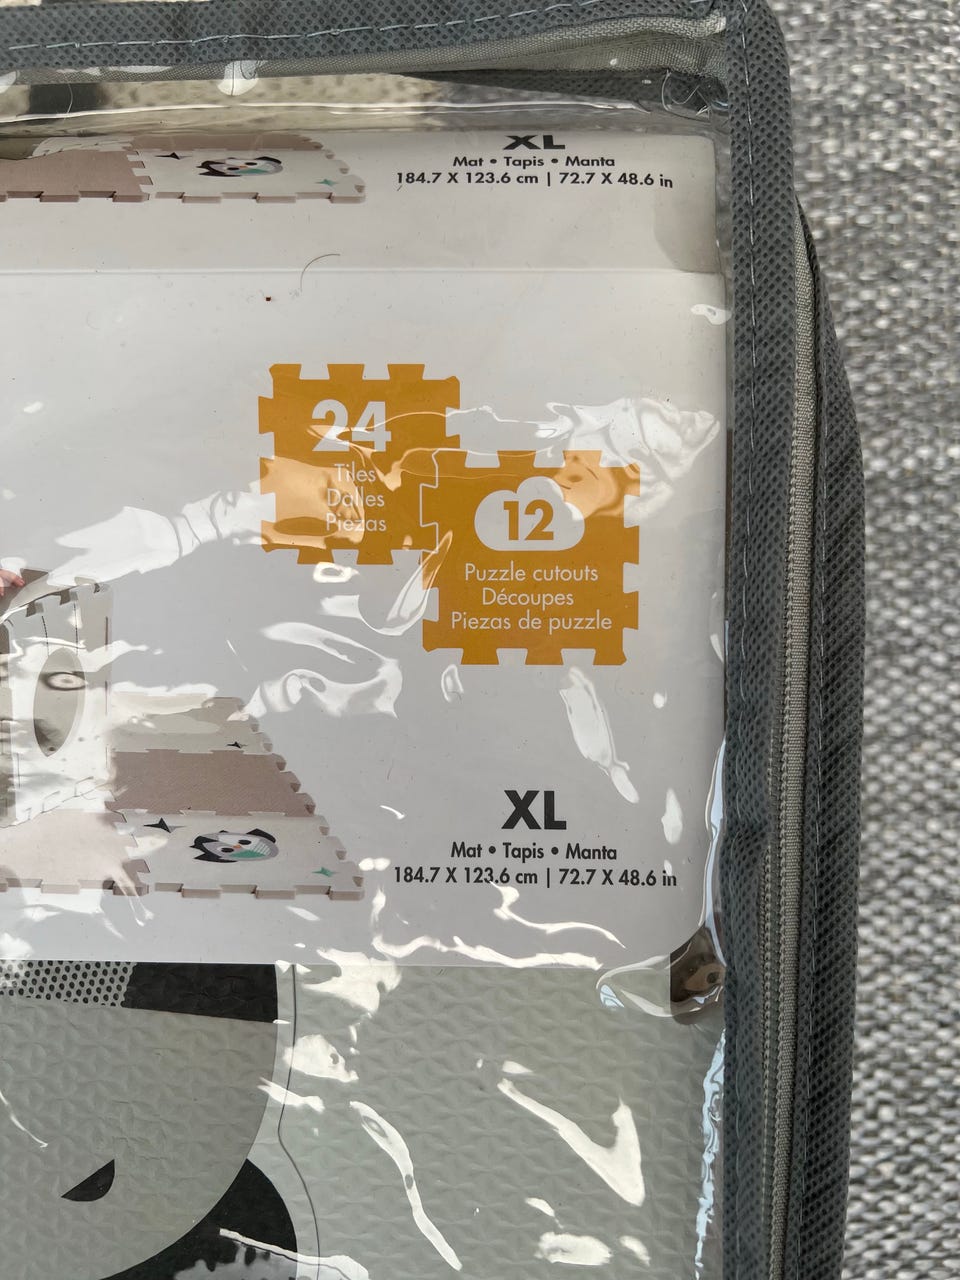 XL
Mat • Tapis • Manta
184.7 X 123.6 cm | 72.7 X 48.6 in
24
Tiles
Dalles
Piezas
12
Puzzle cutouts
Découpes
Piezas de puzzle
XL
Mat • Tapis • Manta
184.7 X 123.6 cm | 72.7 X 48.6 in